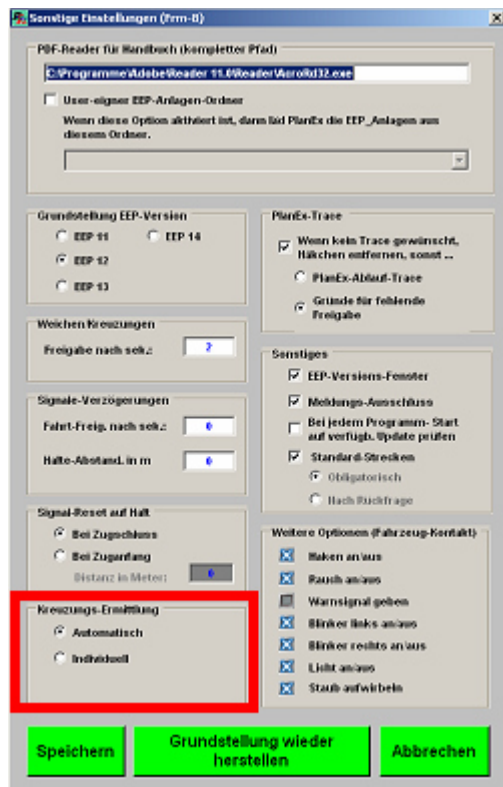 Sonstige Einstellungen (Frm-8)
PDF-Reader für Handbuch (kompletter Pfad)
C:\Programme\Adobe\Reader 11.0\Reader\AcroRd32.exe
User-eigner EEP-Anlagen-Ordner
Wenn diese Option aktiviert ist, dann läd PlanEx die EEP_Anlagen aus
diesem Ordner.
Grundstellung EEP-Version
EEP 11
EEP 14
EEP 12
EEP 13
Weichen Kreuzungen
Freigabe nach sek.:
2
Signale-Verzögerungen
Fahrt-Freig. nach sek.:
0
Halte-Abstand. in m
0
Signal-Reset auf Halt
Bei Zugschluss
Bei Zuganfang
Distanz in Meter:
0
Kreuzungs-Ermittlung
Automatisch
Individuell
PlanEx-Trace
Wenn kein Trace gewünscht,
Häkchen entfernen, sonst ...
PlanEx-Ablauf-Trace
Gründe für fehlende
Freigabe
Sonstiges
EEP-Versions-Fenster
Meldungs-Ausschluss
Bei jedem Programm- Start
auf verfügb. Update prüfen
Standard-Strecken
Obligatorisch
Nach Rückfrage
Weitere Optionen (Fahrzeug-Kontakt)
Haken an/aus
Rauch an/aus
Warnsignal geben
Blinker links an/aus
Blinker rechts an/aus
Licht an/aus
Staub aufwirbeln
Speichern
Grundstellung wieder
herstellen
Abbrechen